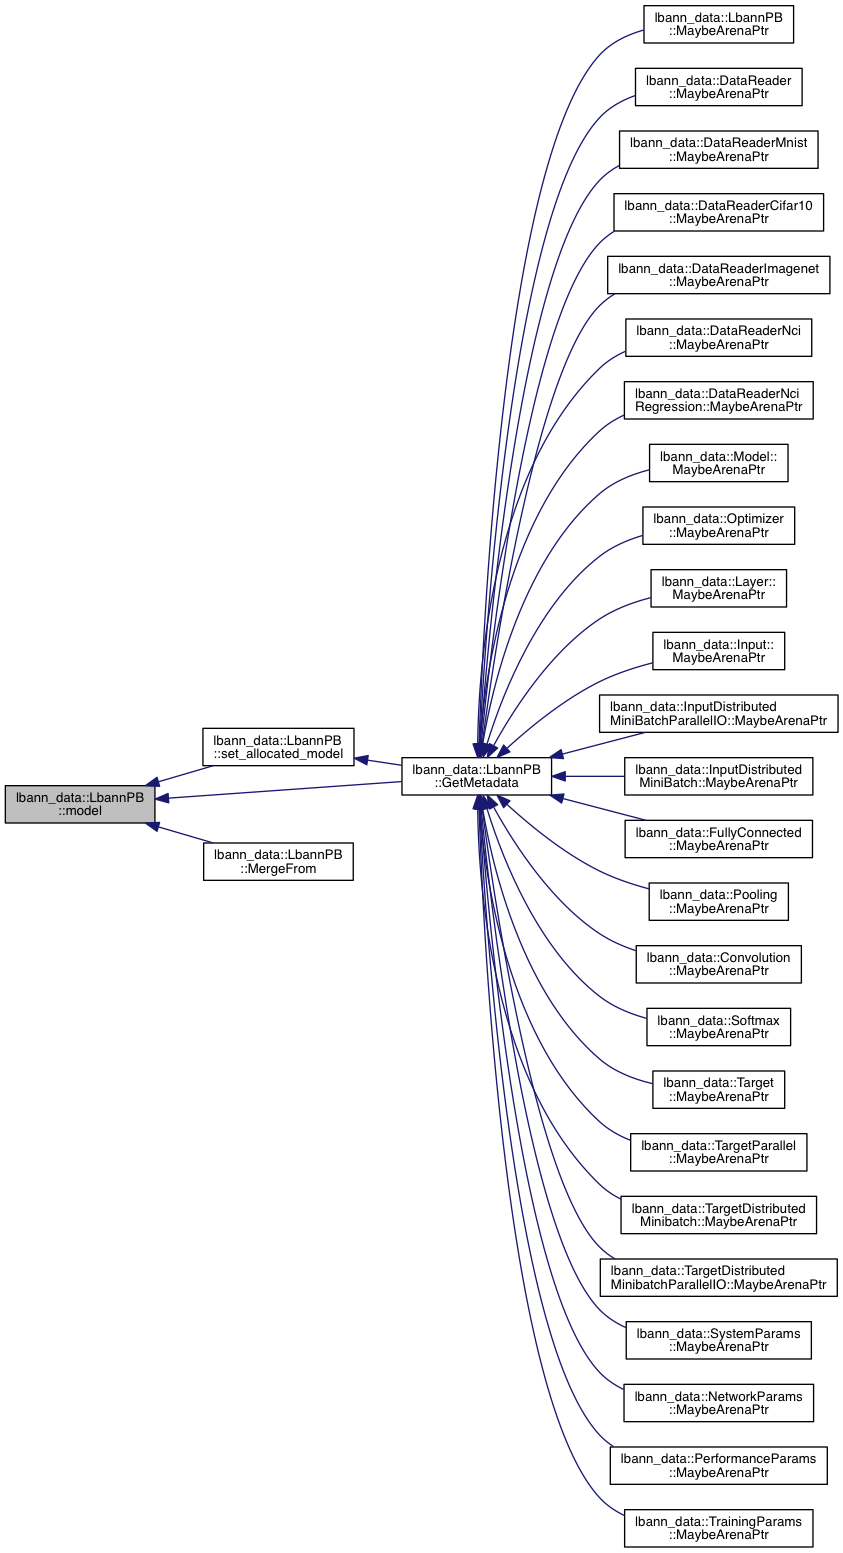 lbann_data::LbannPB
::MaybeArenaPtr
lbann_data::DataReader
::MaybeArenaPtr
lbann_data::DataReaderMnist
::MaybeArenaPtr
lbann_data::DataReaderCifar10
::MaybeArenaPtr
lbann_data::DataReaderImagenet
::MaybeArenaPtr
lbann_data::DataReaderNci
::MaybeArenaPtr
lbann_data::DataReaderNci
Regression::MaybeArenaPtr
lbann_data::Model::
MaybeArenaPtr
lbann_data::Optimizer
::MaybeArenaPtr
lbann_data::Layer::
MaybeArenaPtr
lbann_data::Input::
MaybeArenaPtr
lbann_data::InputDistributed
MiniBatchParallelIO::MaybeArenaPtr
lbann_data::LbannPB
::set_allocated_model
lbann_data::LbannPB
::GetMetadata
lbann_data::InputDistributed
MiniBatch::MaybeArenaPtr
lbann_data::LbannPB
::model
lbann_data::FullyConnected
::MaybeArenaPtr
lbann_data::LbannPB
::MergeFrom
lbann_data::Pooling
::MaybeArenaPtr
lbann_data::Convolution
::MaybeArenaPtr
lbann_data::Softmax
::MaybeArenaPtr
lbann_data::Target
::MaybeArenaPtr
lbann_data::TargetParallel
::MaybeArenaPtr
lbann_data::TargetDistributed
Minibatch::MaybeArenaPtr
lbann_data::TargetDistributed
MinibatchParallelIO::MaybeArenaPtr
lbann_data::SystemParams
::MaybeArenaPtr
lbann_data::NetworkParams
::MaybeArenaPtr
lbann_data::PerformanceParams
::MaybeArenaPtr
lbann_data::TrainingParams
::MaybeArenaPtr